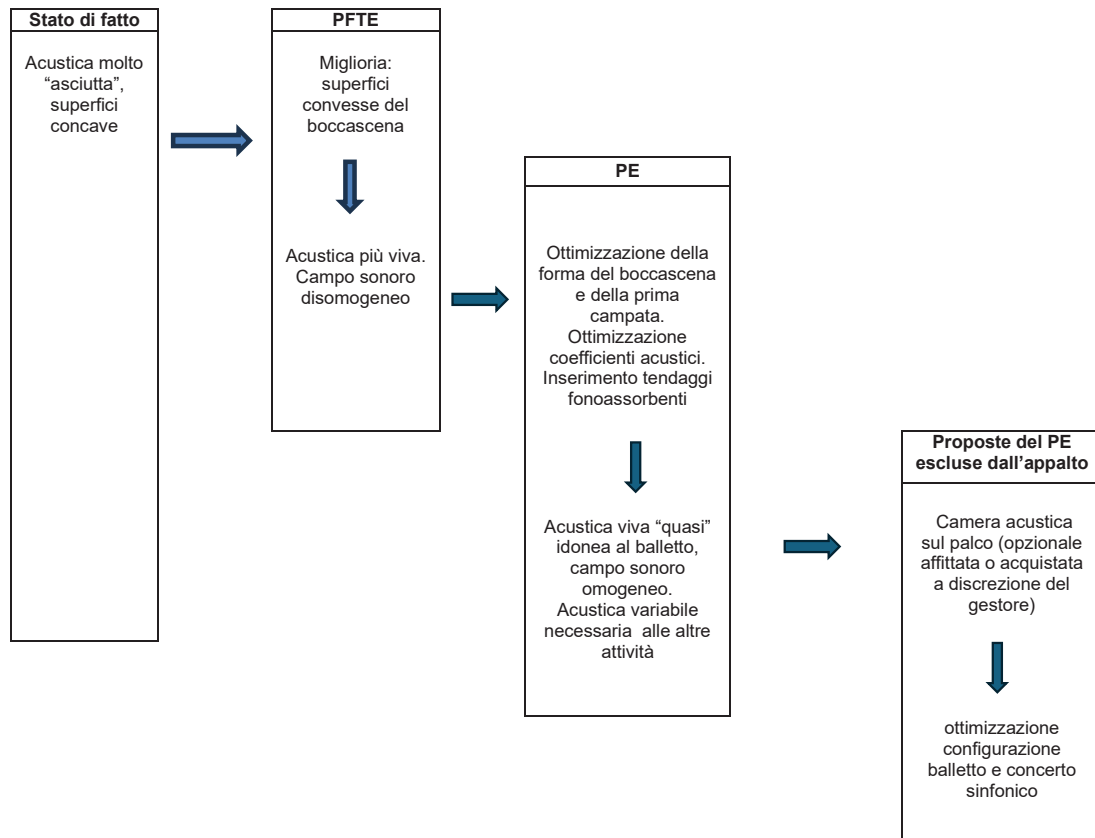 Stato di fatto
Acustica molto
“asciutta”,
superfici
concave
PFTE
Miglioria:
superfici
convesse del
boccascena
Acustica più viva.
Campo sonoro
disomogeneo
PE
Ottimizzazione della
forma del boccascena
e della prima
campata.
Ottimizzazione
coefficienti acustici.
Inserimento tendaggi
fonoassorbenti
Acustica viva “quasi”
idonea al balletto,
campo sonoro
omogeneo.
Acustica variabile
necessaria alle altre
attività
Proposte del PE
escluse dall’appalto
Camera acustica
sul palco (opzionale
affittata o acquistata
a discrezione del
gestore)
ottimizzazione
configurazione
balletto e concerto
sinfonico